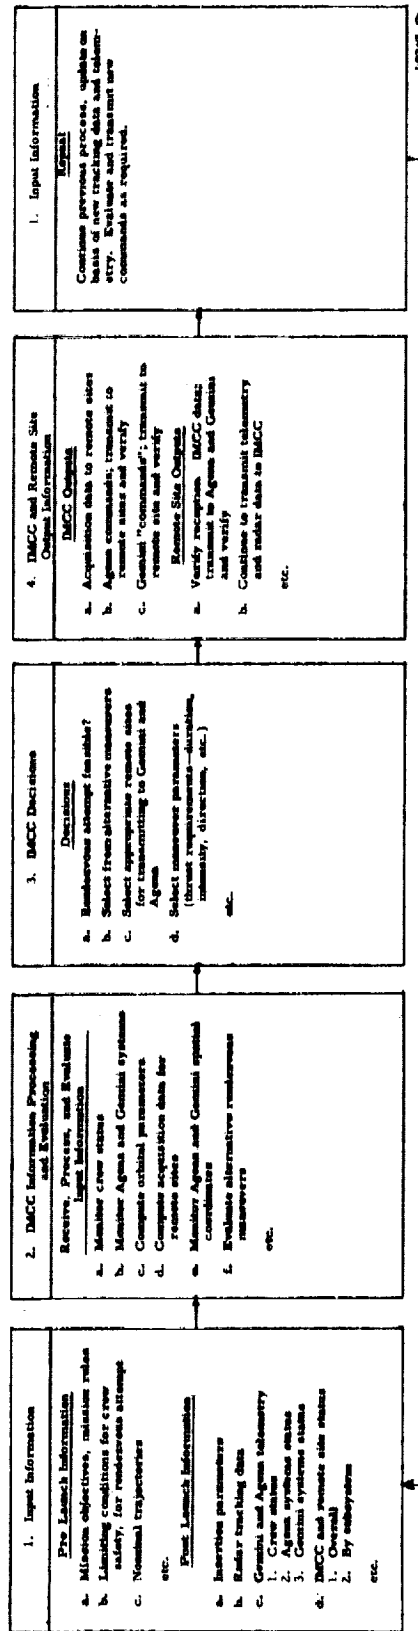 1. Input Information
Pre Launch Information
a. Mission objectives, mission rules
b. Limiting conditions for crew
safety, for rendezvous attempt
c. Nominal trajectories
etc.
Post Launch Information
a. Insertion parameters
b. Radar tracking data
c. Gemini and Agena telemetry
1. Crew status
2. Agena systems status
3. Gemini systems status
d. IMCC and remote site status
1. Overall
2. By subsystem
etc.
2. IMCC Information Processing
and Evaluation
Receive, Process, and Evaluate
Input Information
a. Monitor crew status
b. Monitor Agena and Gemini systems
c. Compute orbital parameters
d. Compute acquisition data for
remote sites
e. Monitor Agena and Gemini spatial
coordinates
f. Evaluate alternative rendezvous
maneuvers
etc.
3. IMCC Decisions
Decisions
a. Rendezvous attempt feasible?
b. Select from alternative maneuvers
c. Select appropriate remote sites
for transmitting to Gemini and
Agena
d. Select maneuver parameters
(thrust requirements—duration,
intensity, direction, etc.)
etc.
4. IMCC and Remote Site
Output Information
IMCC Outputs
a. Acquisition data to remote sites
b. Agena commands; transmit to
remote sites and verify
c. Gemini "commands"; transmit to
remote site and verify
Remote Site Outputs
a. Verify reception IMCC data;
transmit to Agena and Gemini
and verify
b. Continue to transmit telemetry
and radar data to IMCC
etc.
1. Input Information
Repeat
Continue previous process, update on
basis of new tracking data and telem-
etry. Evaluate and transmit new
commands as required.